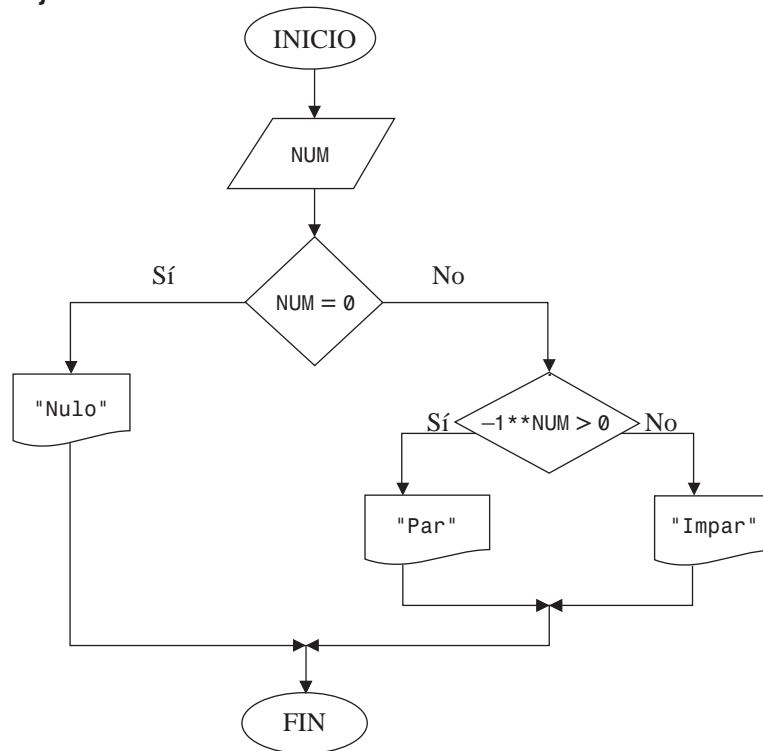 INICIO
NUM
Sí
No
NUM = 0
"Nulo"
Sí
–1**NUM > 0
No
"Par"
"Impar"
FIN